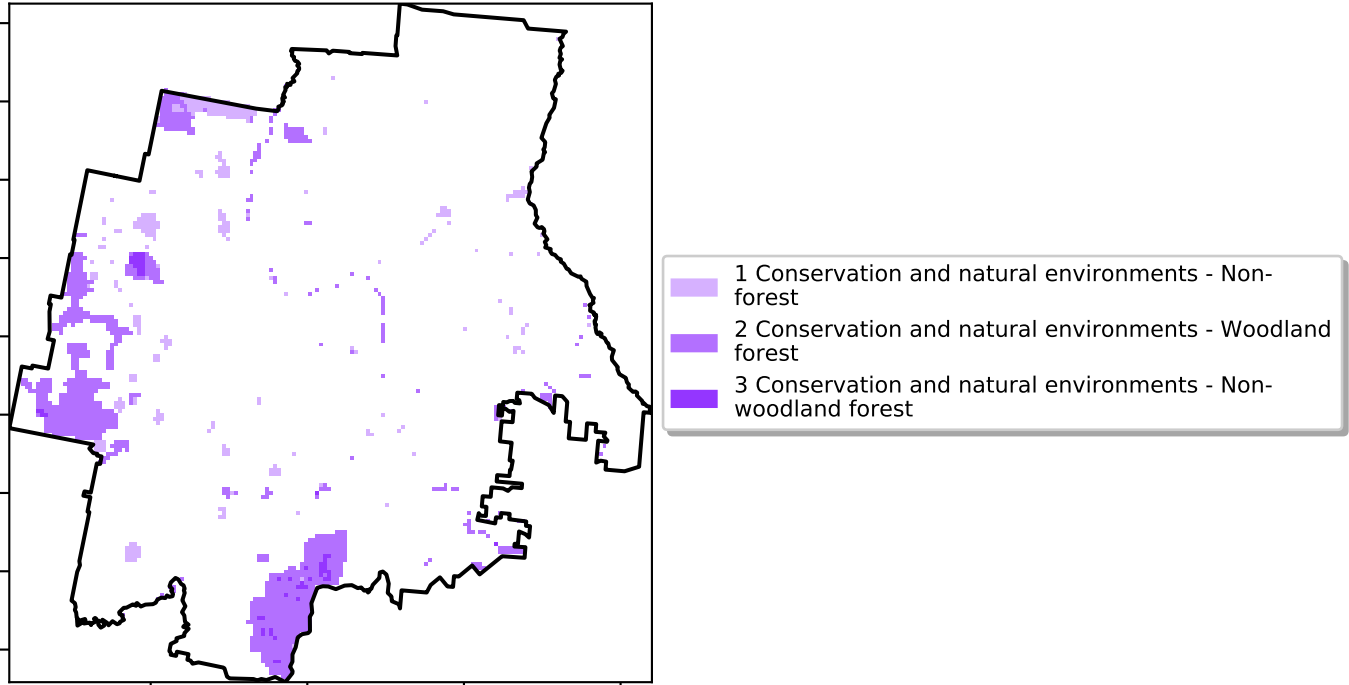 1 Conservation and natural environments - Non-
forest
2 Conservation and natural environments - Woodland
forest
3 Conservation and natural environments - Non-
woodland forest